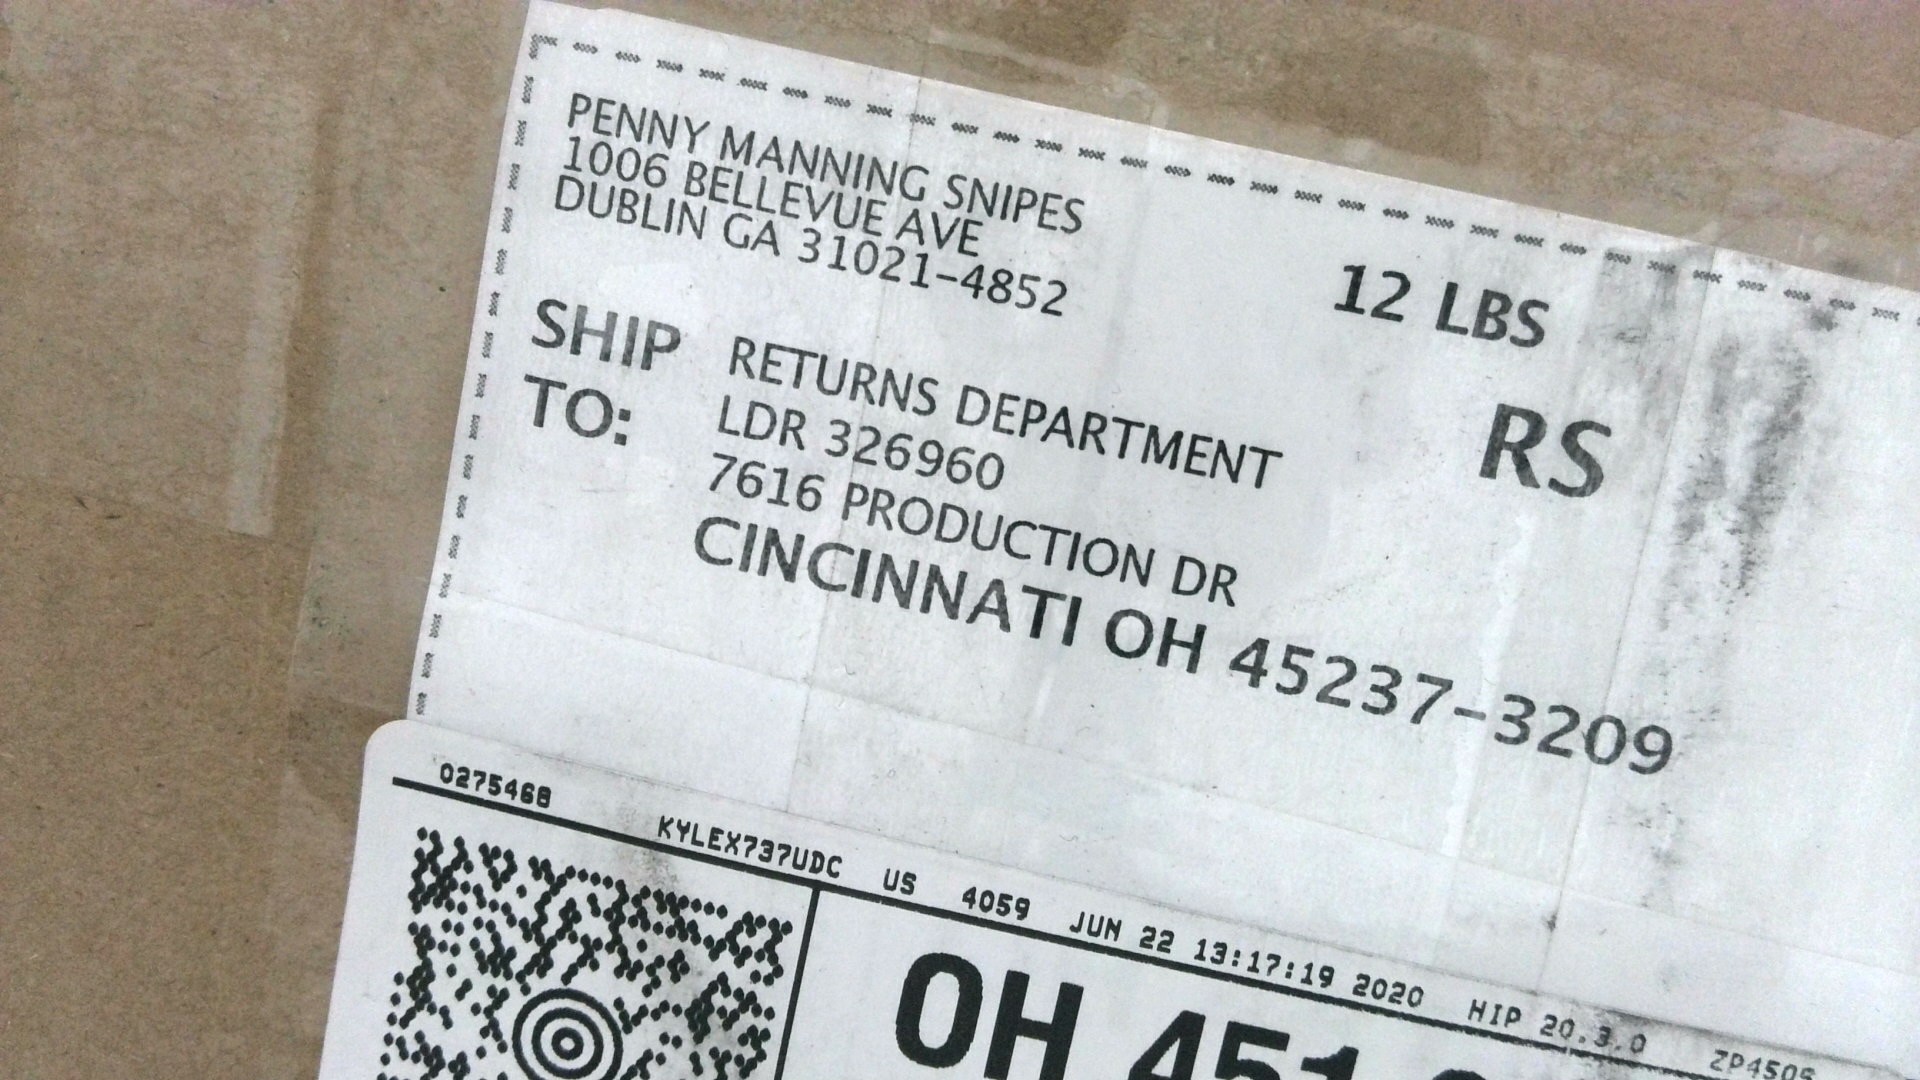 PENNY MANNING SNIPES
1006 BELLEVUE AVE
DUBLIN GA 31021-4852
12 LBS
RS
SHIP TO:
RETURNS DEPARTMENT
LDR 326960
7616 PRODUCTION DR
CINCINNATI OH 45237-3209
0275468 KYLEX737UDC US 4059 JUN 22 13:17:19 2020 HIP 20.3.0
OH 451